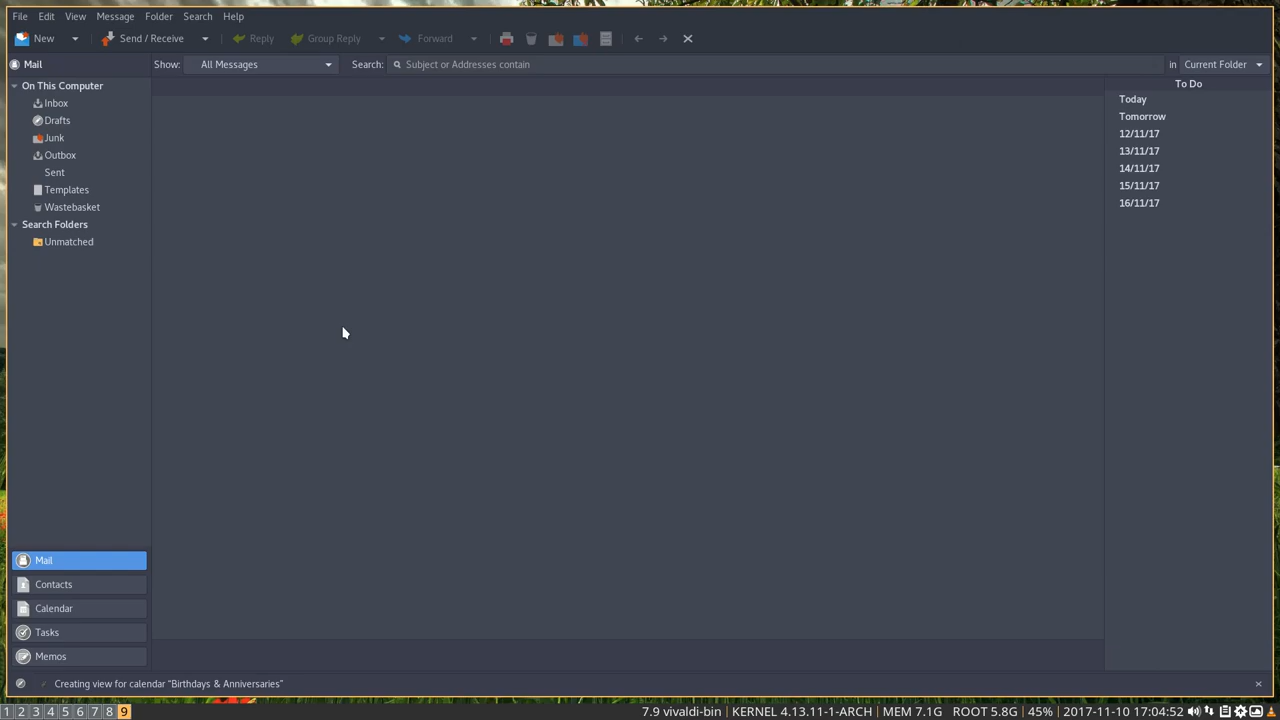 File Edit View Message Folder Search Help
New Send / Receive Reply Group Reply Forward
Mail Show: All Messages Search: Subject or Addresses contain in Current Folder
On This Computer
Inbox
Drafts
Junk
Outbox
Sent
Templates
Wastebasket
Search Folders
Unmatched
To Do
Today
Tomorrow
12/11/17
13/11/17
14/11/17
15/11/17
16/11/17
Mail
Contacts
Calendar
Tasks
Memos
Creating view for calendar “Birthdays & Anniversaries”
1 2 3 4 5 6 7 8 9 7.9 vivaldi-bin | KERNEL 4.13.11-1-ARCH | MEM 7.1G ROOT 5.8G | 45% | 2017-11-10 17:04:52